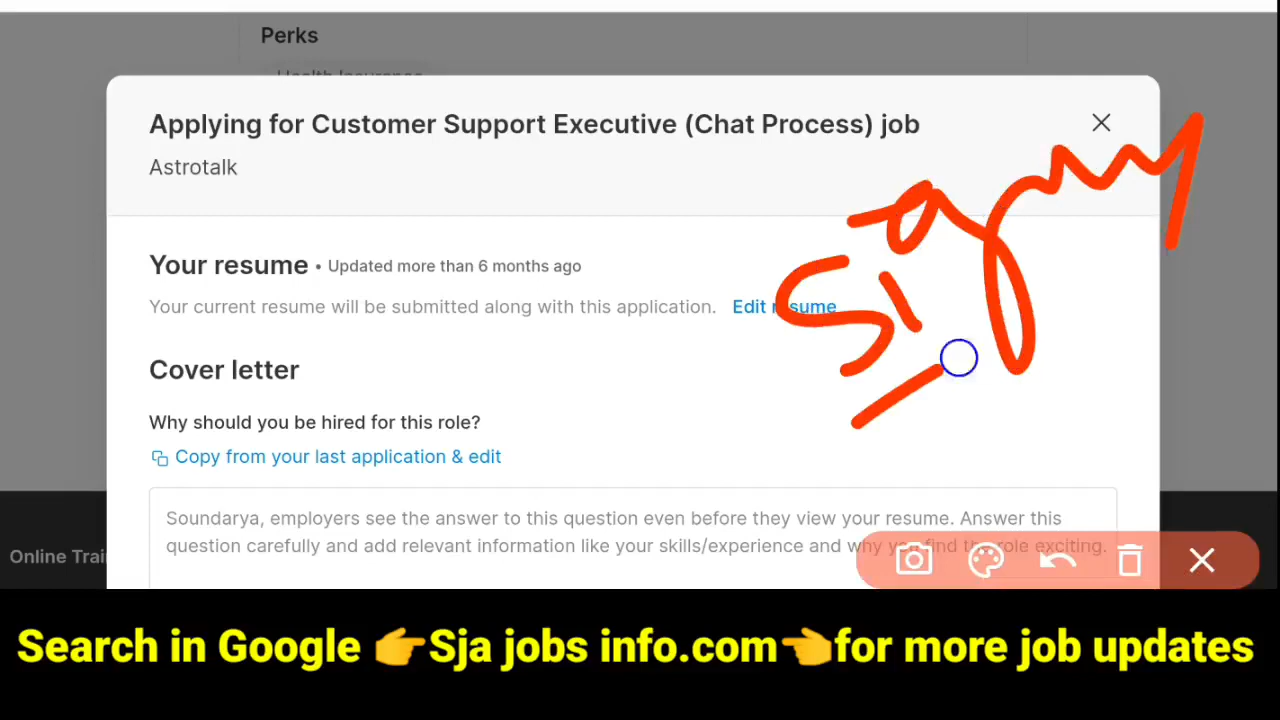 Perks
Health Insurance
Applying for Customer Support Executive (Chat Process) job
Astrotalk
Your resume • Updated more than 6 months ago
Your current resume will be submitted along with this application. Edit resume
Cover letter
Why should you be hired for this role?
Copy from your last application & edit
Soundarya, employers see the answer to this question even before they view your resume. Answer this
question carefully and add relevant information like your skills/experience and why you find the role exciting.
Online Trai
Search in Google 👉Sja jobs info.com👈for more job updates